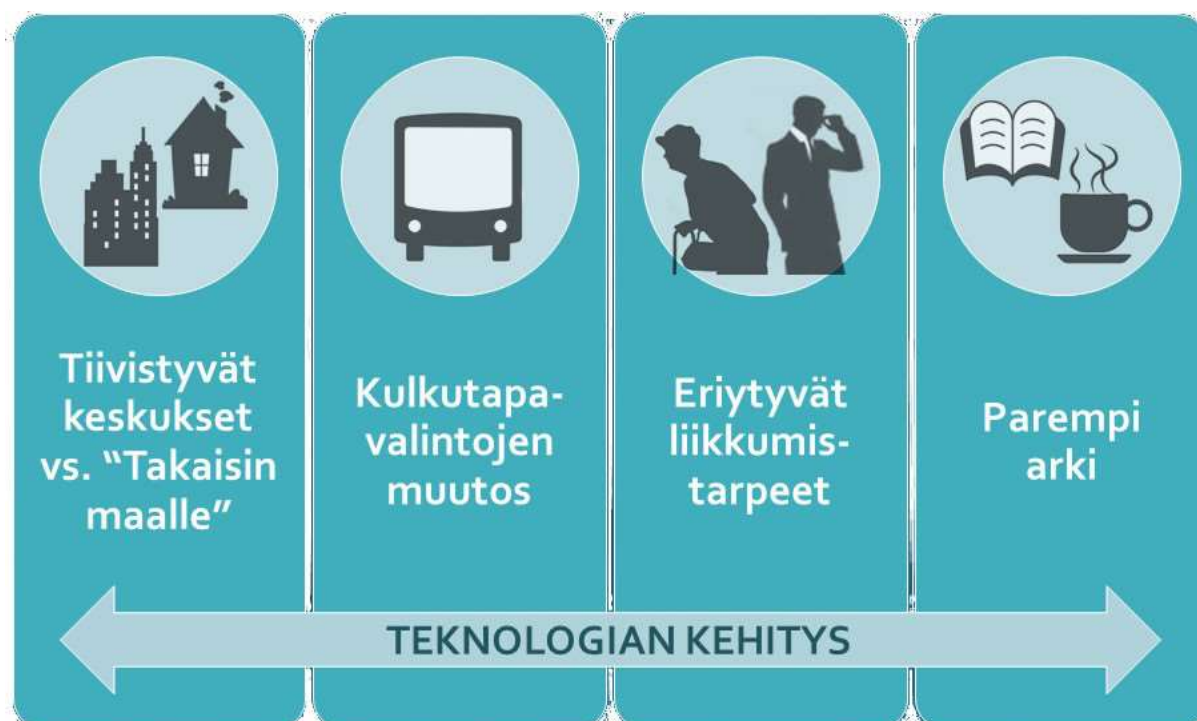 Tiivistyvät
keskukset
vs. “Takaisin
maalle”
Kulkutapa-
valintojen
muutos
Eriytyvät
liikkumis-
tarpeet
Parempi
arki
TEKNOLOGIAN KEHITYS